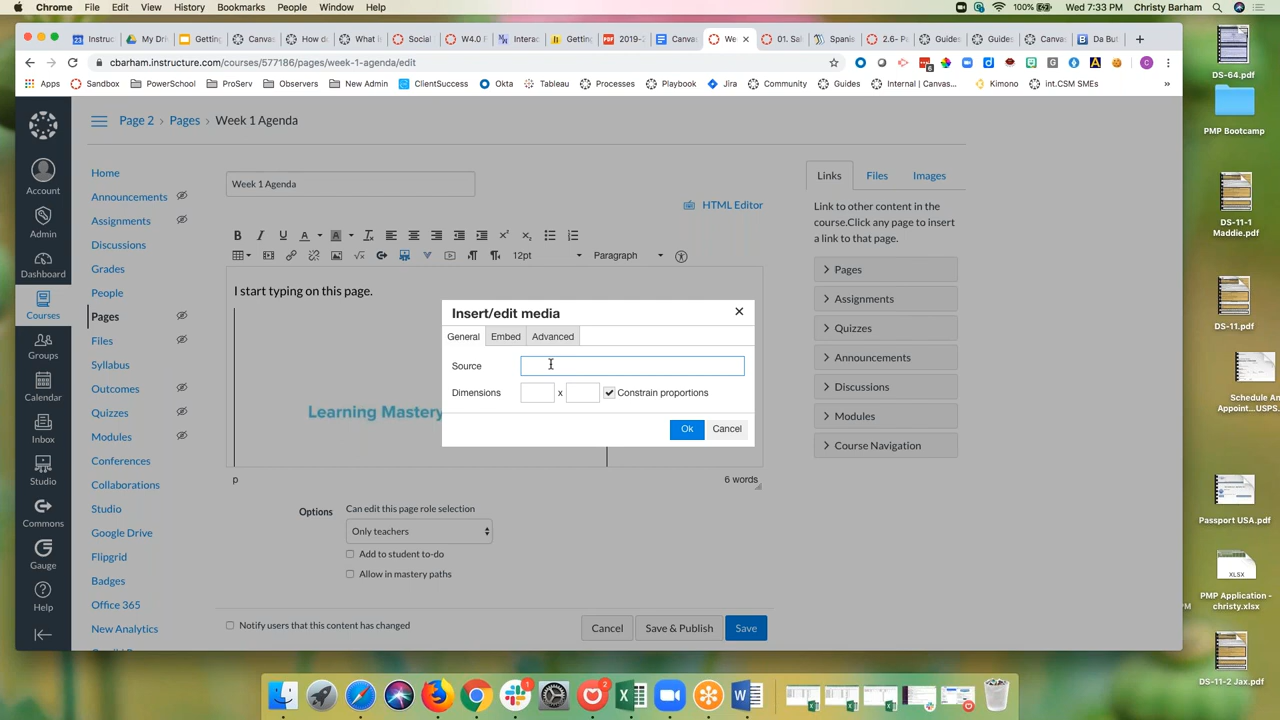 Chrome File Edit View History Bookmarks People Window Help 100% Wed 7:33 PM Christy Barham
23 Instruc My Dri Getting Canvas How do What I Social W4.0 F Interac Getting 2019- Canvas We 01. Sal Spanis 2.6- P Guides Guides Canva Da But
cbarham.instructure.com/courses/577186/pages/week-1-agenda/edit
Apps Sandbox PowerSchool ProServ Observers New Admin ClientSuccess Okta Tableau Processes Playbook Jira Community Guides Internal | Canvas... Kimono int.CSM SMEs »
Page 2 › Pages › Week 1 Agenda
Account
Admin
Dashboard
Courses
Groups
Calendar
Inbox
Studio
Commons
Gauge
Help
Home
Announcements
Assignments
Discussions
Grades
People
Pages
Files
Syllabus
Outcomes
Quizzes
Modules
Conferences
Collaborations
Studio
Google Drive
Flipgrid
Badges
Office 365
New Analytics
Week 1 Agenda
HTML Editor
12pt Paragraph
I start typing on this page.
Learning Mastery
p 6 words
Insert/edit media
General Embed Advanced
Source
Dimensions x Constrain proportions
Ok Cancel
Options
Can edit this page role selection
Only teachers
Add to student to-do
Allow in mastery paths
Notify users that this content has changed
Cancel Save & Publish Save
Links Files Images
Link to other content in the
course.Click any page to insert
a link to that page.
Pages
Assignments
Quizzes
Announcements
Discussions
Modules
Course Navigation
DS-64.pdf
PMP Bootcamp
DS-11-1
Maddie.pdf
DS-11.pdf
Schedule An
Appoint...USPS.
Passport USA.pdf
XLSX
PMP Application -
christy.xlsx
DS-11-2 Jax.pdf